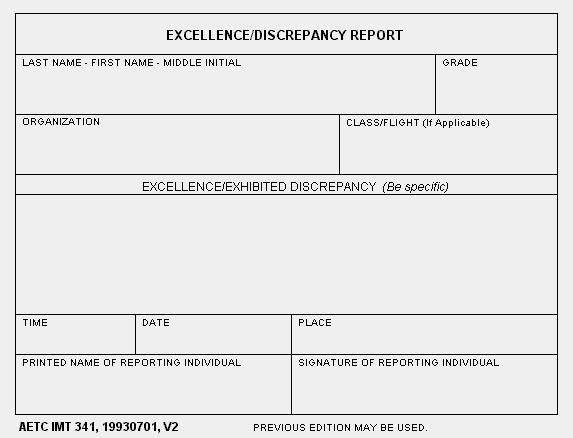 EXCELLENCE/DISCREPANCY REPORT
LAST NAME - FIRST NAME - MIDDLE INITIAL
GRADE
ORGANIZATION
CLASS/FLIGHT (If Applicable)
EXCELLENCE/EXHIBITED DISCREPANCY (Be specific)
TIME
DATE
PLACE
PRINTED NAME OF REPORTING INDIVIDUAL
SIGNATURE OF REPORTING INDIVIDUAL
AETC IMT 341, 19930701, V2
PREVIOUS EDITION MAY BE USED.